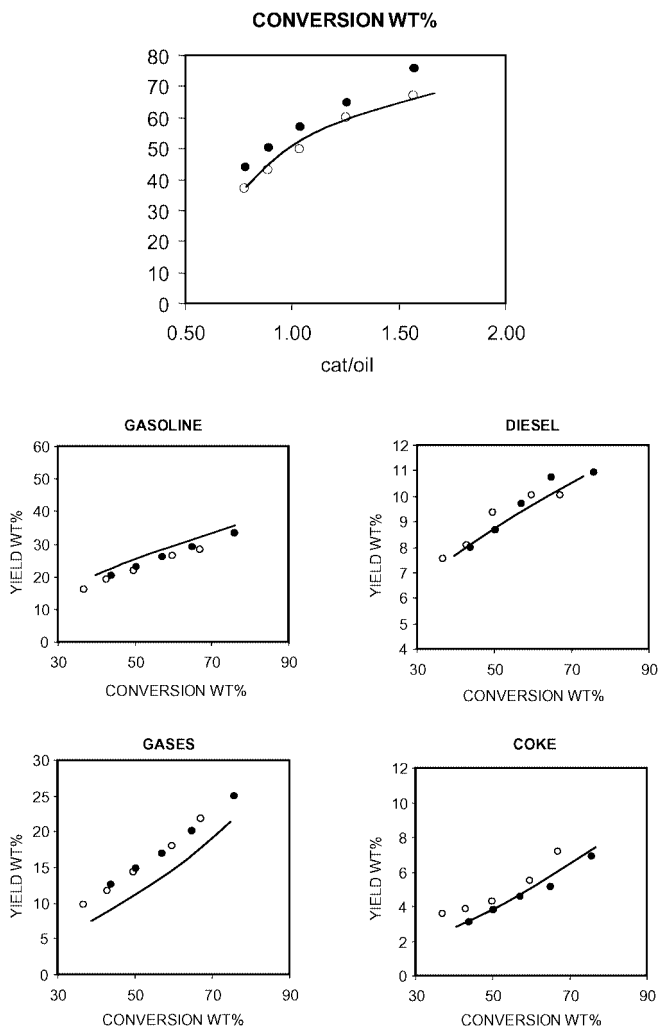 CONVERSION WT%
80
70
60
50
40
30
20
10
0
0.50 1.00 1.50 2.00
cat/oil
GASOLINE
YIELD WT%
60
50
40
30
20
10
0
30 50 70 90
CONVERSION WT%
DIESEL
YIELD WT%
12
11
10
9
8
7
6
5
4
30 50 70 90
CONVERSION WT%
GASES
YIELD WT%
30
25
20
15
10
5
0
30 50 70 90
CONVERSION WT%
COKE
YIELD WT%
12
10
8
6
4
2
0
30 50 70 90
CONVERSION WT%